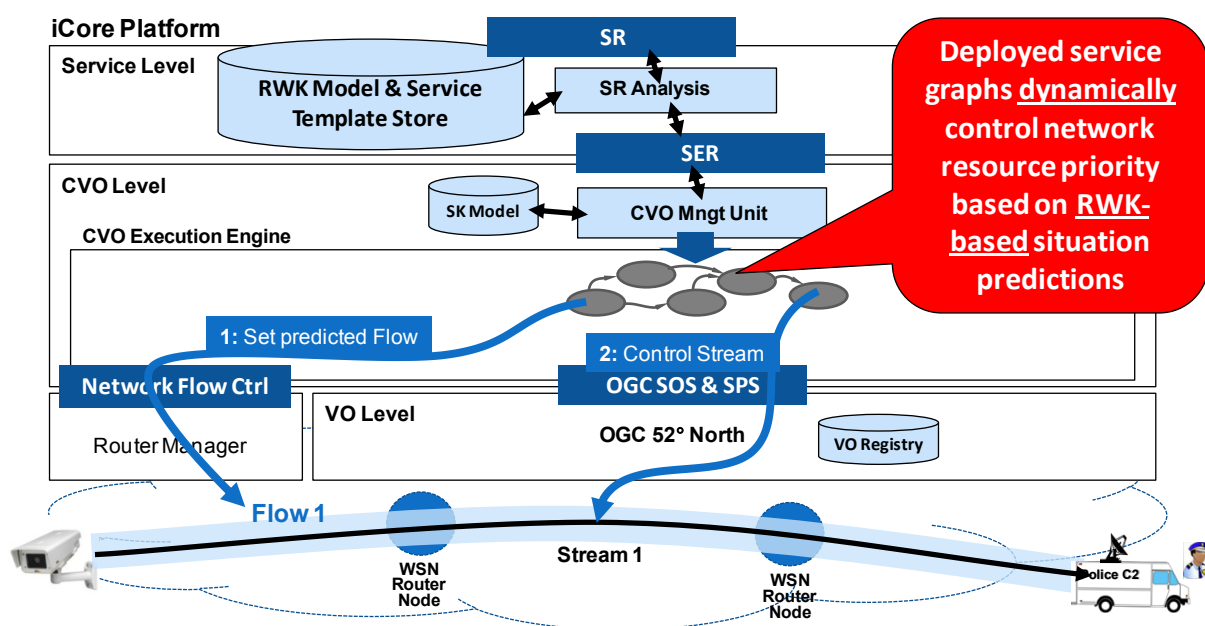 iCore Platform
Service Level
SR
RWK Model & Service
Template Store
SR Analysis
SER
CVO Level
SK Model
CVO Mngt Unit
CVO Execution Engine
Deployed service
graphs dynamically
control network
resource priority
based on RWK-
based situation
predictions
1: Set predicted Flow
2: Control Stream
Network Flow Ctrl
OGC SOS & SPS
Router Manager
VO Level
OGC 52° North
VO Registry
Flow 1
Stream 1
WSN
Router
Node
WSN
Router
Node
Police C2